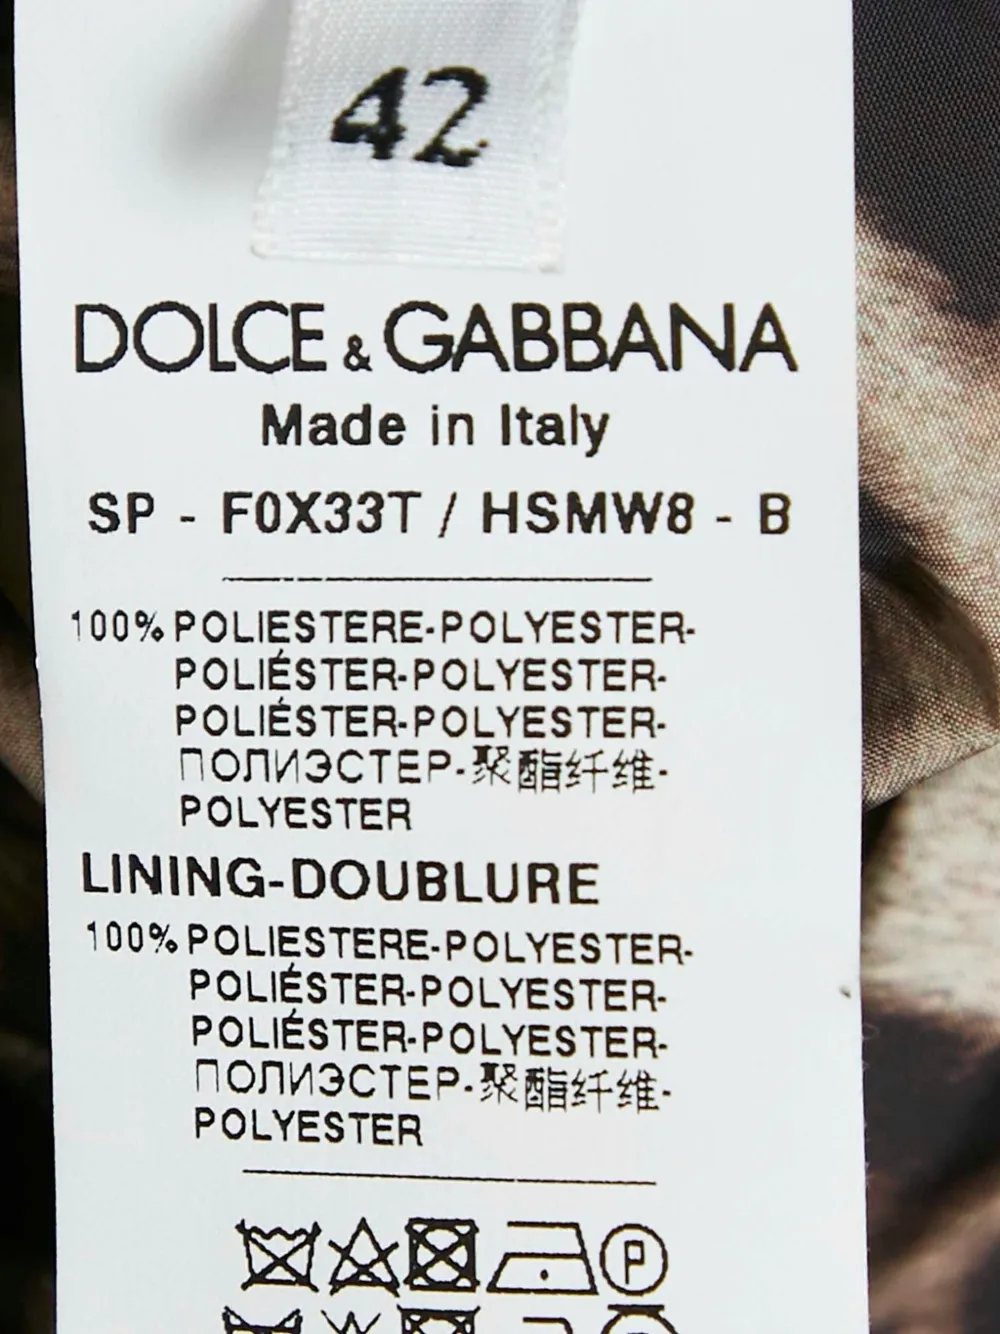 42
DOLCE & GABBANA
Made in Italy
SP - F0X33T / HSMW8 - B
100% POLIESTERE-POLYESTER-
POLIÉSTER-POLYESTER-
POLIÉSTER-POLYESTER-
ПОЛИЭСТЕР-聚酯纤维-
POLYESTER
LINING-DOUBLURE
100% POLIESTERE-POLYESTER-
POLIÉSTER-POLYESTER-
POLIÉSTER-POLYESTER-
ПОЛИЭСТЕР-聚酯纤维-
POLYESTER
P